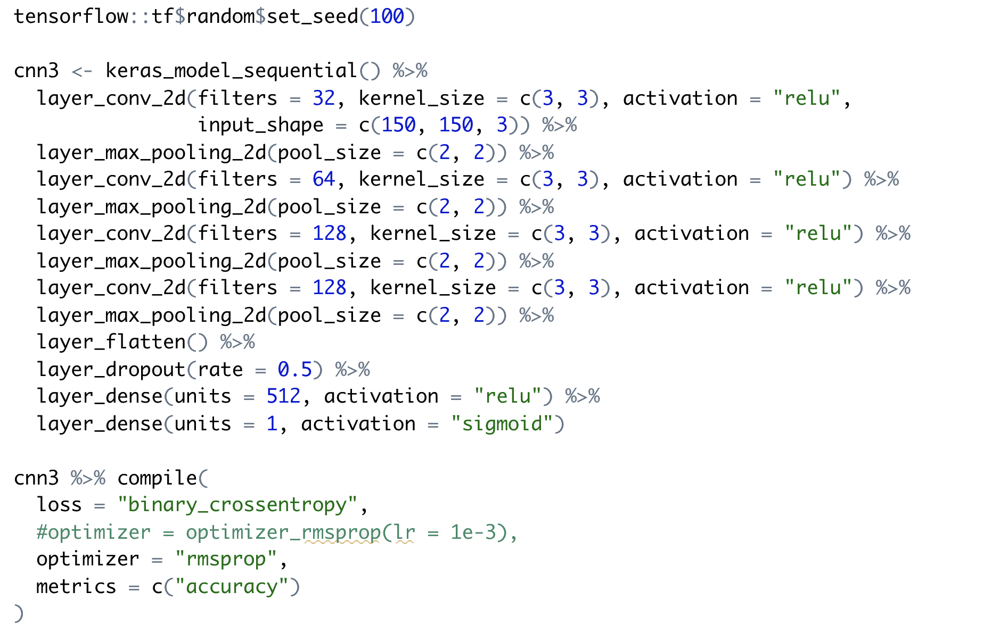 tensorflow::tf$random$set_seed(100)
cnn3 <- keras_model_sequential() %>%
layer_conv_2d(filters = 32, kernel_size = c(3, 3), activation = "relu",
input_shape = c(150, 150, 3)) %>%
layer_max_pooling_2d(pool_size = c(2, 2)) %>%
layer_conv_2d(filters = 64, kernel_size = c(3, 3), activation = "relu") %>%
layer_max_pooling_2d(pool_size = c(2, 2)) %>%
layer_conv_2d(filters = 128, kernel_size = c(3, 3), activation = "relu") %>%
layer_max_pooling_2d(pool_size = c(2, 2)) %>%
layer_conv_2d(filters = 128, kernel_size = c(3, 3), activation = "relu") %>%
layer_max_pooling_2d(pool_size = c(2, 2)) %>%
layer_flatten() %>%
layer_dropout(rate = 0.5) %>%
layer_dense(units = 512, activation = "relu") %>%
layer_dense(units = 1, activation = "sigmoid")
cnn3 %>% compile(
loss = "binary_crossentropy",
#optimizer = optimizer_rmsprop(lr = 1e-3),
optimizer = "rmsprop",
metrics = c("accuracy")
)